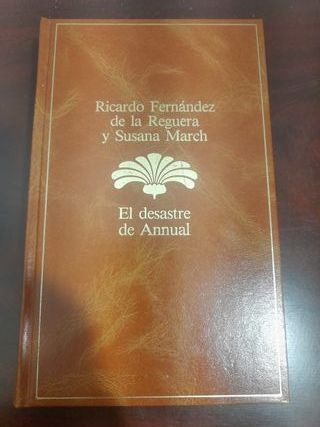 Ricardo Fernández
de la Reguera
y Susana March
El desastre
de Annual